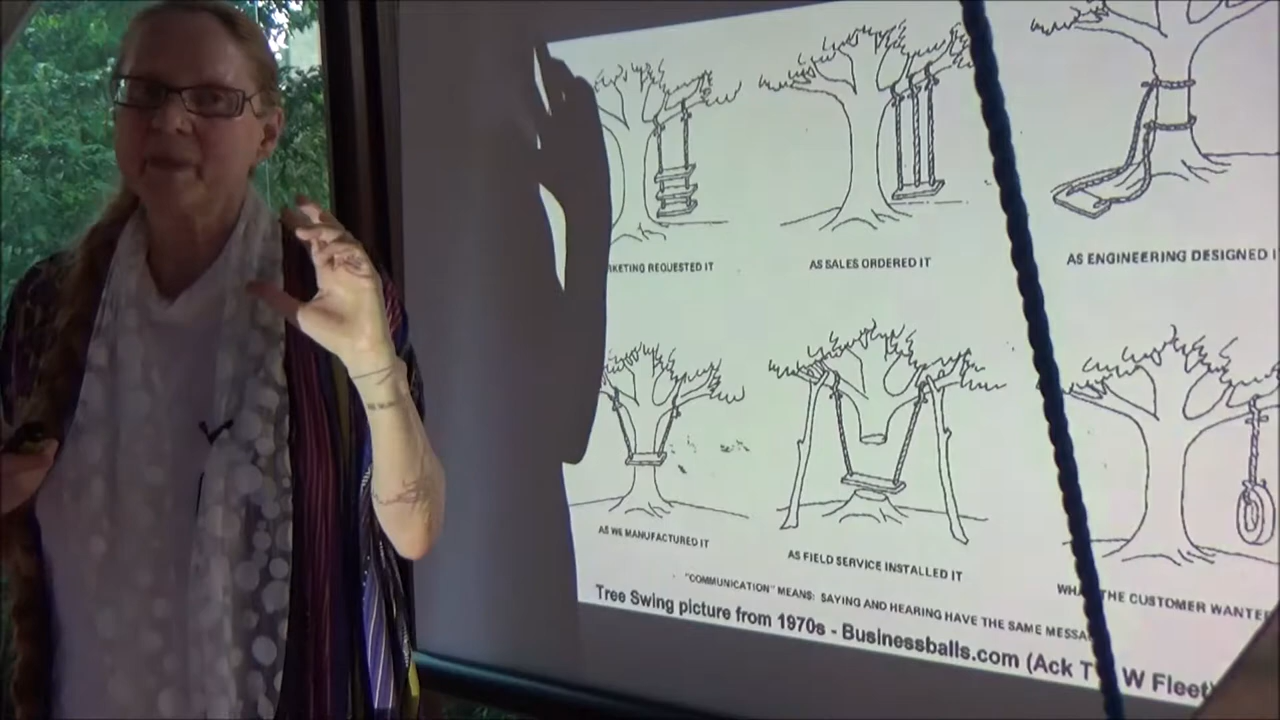 RKETING REQUESTED IT
AS SALES ORDERED IT
AS ENGINEERING DESIGNED I
AS WE MANUFACTURED IT
AS FIELD SERVICE INSTALLED IT
WHA THE CUSTOMER WANTE
"COMMUNICATION" MEANS: SAYING AND HEARING HAVE THE SAME MESSA
Tree Swing picture from 1970s - Businessballs.com (Ack T W Fleet)